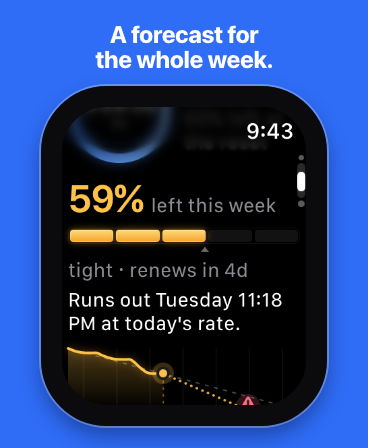 A forecast for
the whole week.
9:43
59% left this week
tight · renews in 4d
Runs out Tuesday 11:18
PM at today's rate.